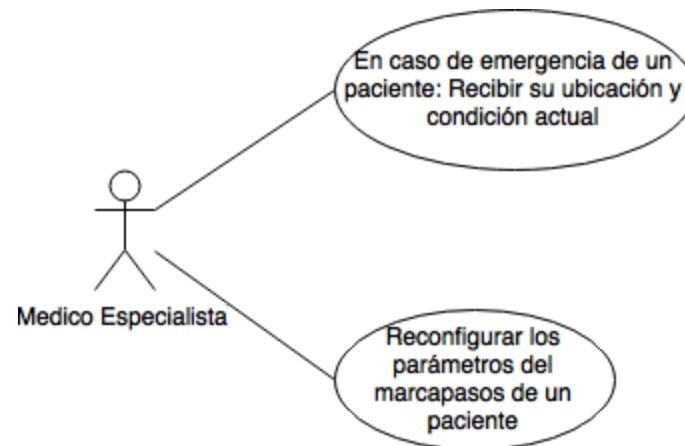 En caso de emergencia de un
paciente: Recibir su ubicación y
condición actual
Medico Especialista
Reconfigurar los
parámetros del
marcapasos de un
paciente